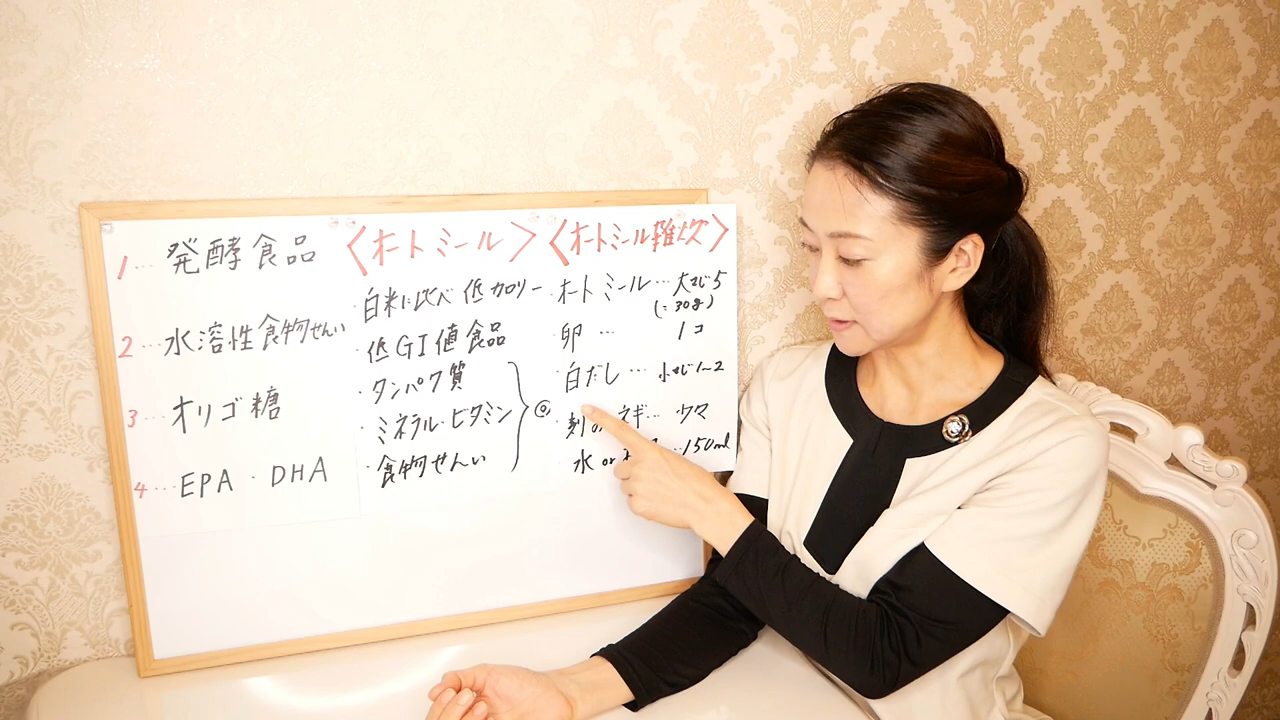 1…発酵食品
2…水溶性食物せんい
3…オリゴ糖
4…EPA・DHA
〈オートミール〉
・白米に比べ低カロリー
・低GI値食品
・タンパク質
・ミネラル・ビタミン
・食物せんい
◎
〈オートミール雑炊〉
・オートミール…大さじ5
(=30g)
・卵…1コ
・白だし…小さじ1〜2
・刻みネギ…少々
・水 or …150ml